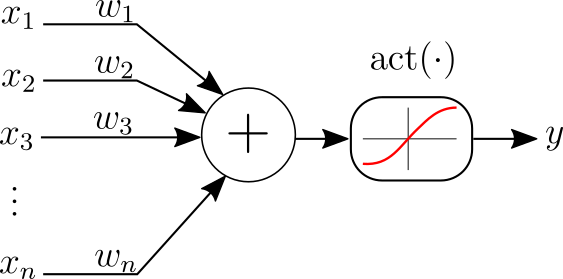 x₁ w₁
act(·)
x₂ w₂
x₃ w₃
+
y
⋮
xₙ wₙ